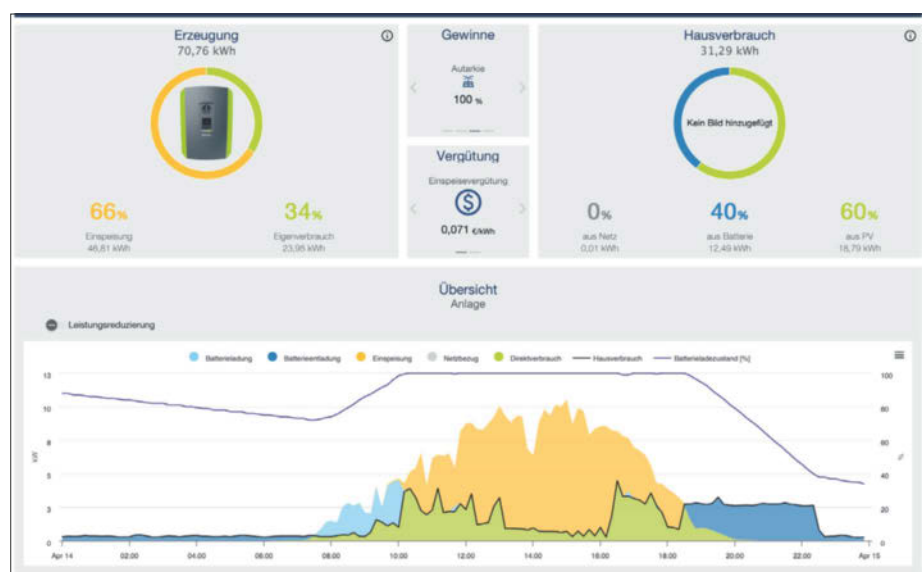 Erzeugung
70,76 kWh
66%
Einspeisung
46,81 kWh
34%
Eigenverbrauch
23,95 kWh
Gewinne
Autarkie
100 %
Vergütung
Einspeisevergütung
0,071 €/kWh
Hausverbrauch
31,29 kWh
Kein Bild hinzugefügt
0%
aus Netz
0,01 kWh
40%
aus Batterie
12,49 kWh
60%
aus PV
18,79 kWh
Übersicht
Anlage
Leistungsreduzierung
Batterieladung Batterieentladung Einspeisung Netzbezug Direktverbrauch Hausverbrauch Batterieladezustand [%]
kW
13
10
8
5
3
0
100
80
60
40
20
0
%
Apr 14 02:00 04:00 06:00 08:00 10:00 12:00 14:00 16:00 18:00 20:00 22:00 Apr 15